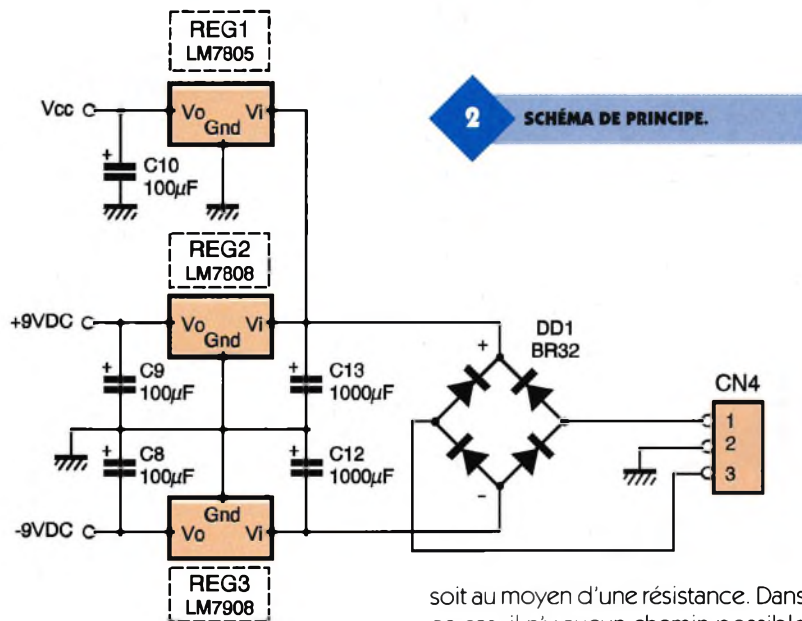 REG1
LM7805
Vcc
Vo
Gnd
Vi
+
C10
100µF
2
SCHÉMA DE PRINCIPE.
REG2
LM7808
+9VDC
Vo
Gnd
Vi
+
C9
100µF
+
C13
1000µF
+
DD1
BR32
CN4
1
2
3
+
C8
100µF
+
C12
1000µF
-
-9VDC
Vo
Gnd
Vi
REG3
LM7908
soit au moyen d'une résistance. Dans